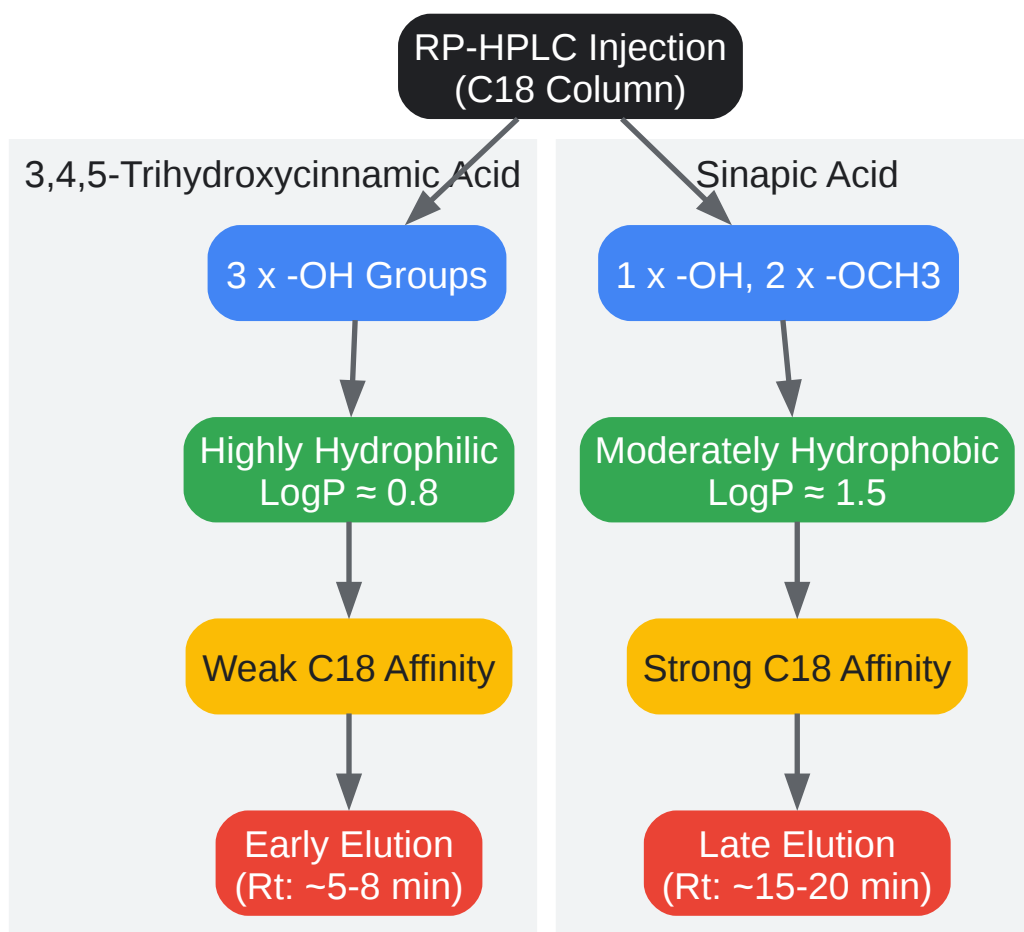 RP-HPLC Injection
(C18 Column)
3,4,5-Trihydroxycinnamic Acid
3 x -OH Groups
Highly Hydrophilic
LogP ≈ 0.8
Weak C18 Affinity
Early Elution
(Rt: ~5-8 min)
Sinapic Acid
1 x -OH, 2 x -OCH3
Moderately Hydrophobic
LogP ≈ 1.5
Strong C18 Affinity
Late Elution
(Rt: ~15-20 min)